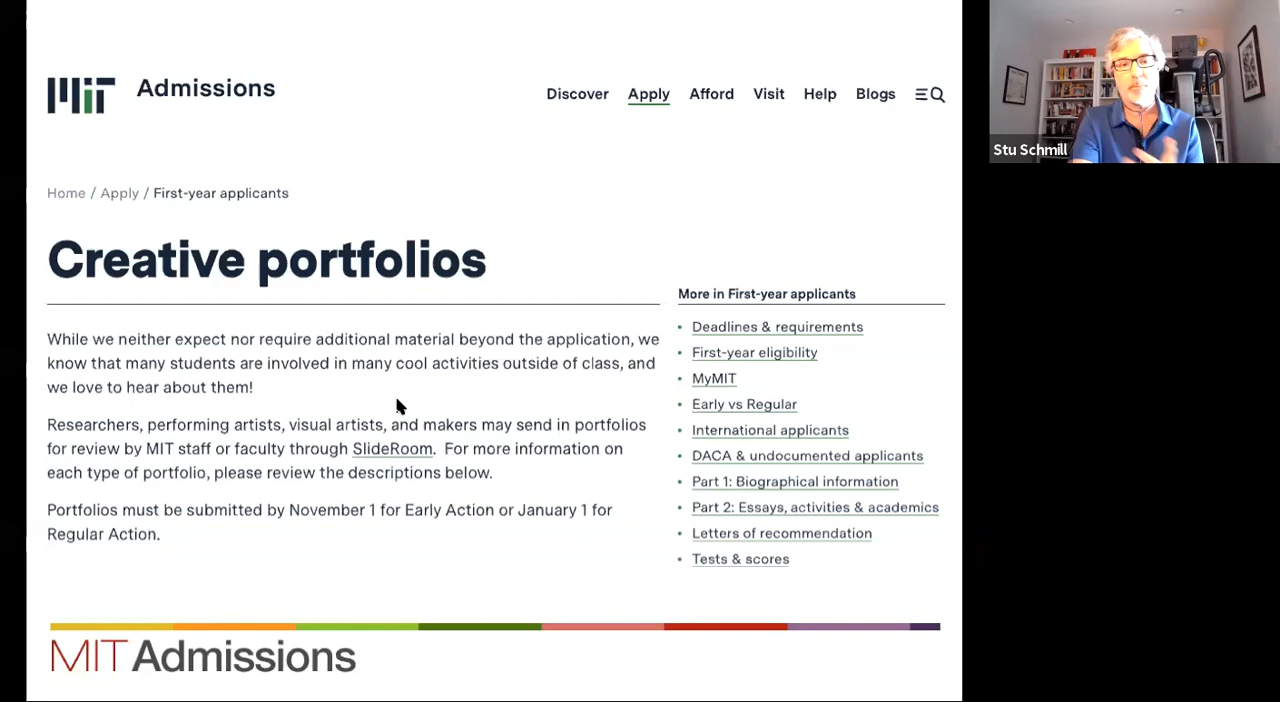 MIT Admissions
Discover Apply Afford Visit Help Blogs
Stu Schmill
Home / Apply / First-year applicants
Creative portfolios
While we neither expect nor require additional material beyond the application, we
know that many students are involved in many cool activities outside of class, and
we love to hear about them!
Researchers, performing artists, visual artists, and makers may send in portfolios
for review by MIT staff or faculty through SlideRoom. For more information on
each type of portfolio, please review the descriptions below.
Portfolios must be submitted by November 1 for Early Action or January 1 for
Regular Action.
More in First-year applicants
• Deadlines & requirements
• First-year eligibility
• MyMIT
• Early vs Regular
• International applicants
• DACA & undocumented applicants
• Part 1: Biographical information
• Part 2: Essays, activities & academics
• Letters of recommendation
• Tests & scores
MIT Admissions